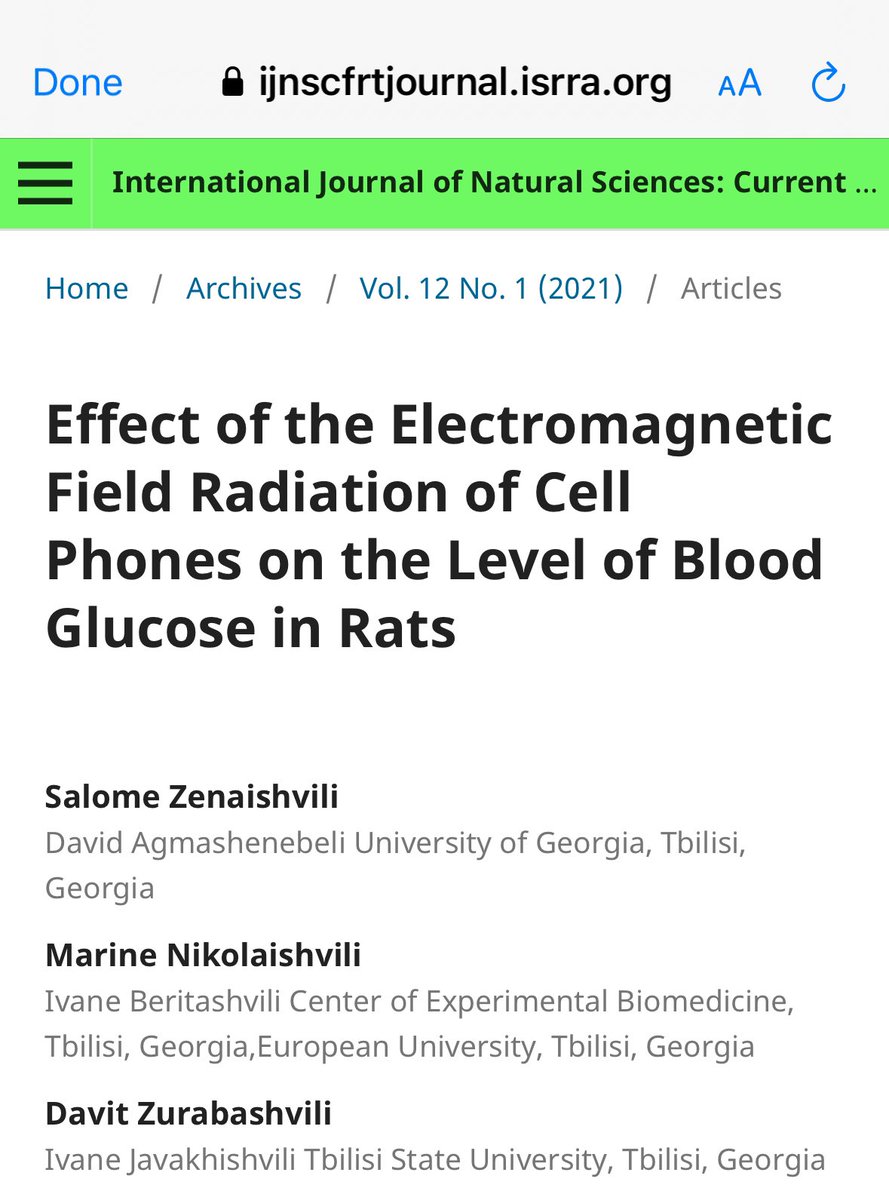 Done ijnscfrtjournal.isrra.org AA
International Journal of Natural Sciences: Current ...
Home / Archives / Vol. 12 No. 1 (2021) / Articles
Effect of the Electromagnetic
Field Radiation of Cell
Phones on the Level of Blood
Glucose in Rats
Salome Zenaishvili
David Agmashenebeli University of Georgia, Tbilisi,
Georgia
Marine Nikolaishvili
Ivane Beritashvili Center of Experimental Biomedicine,
Tbilisi, Georgia,European University, Tbilisi, Georgia
Davit Zurabashvili
Ivane Javakhishvili Tbilisi State University, Tbilisi, Georgia